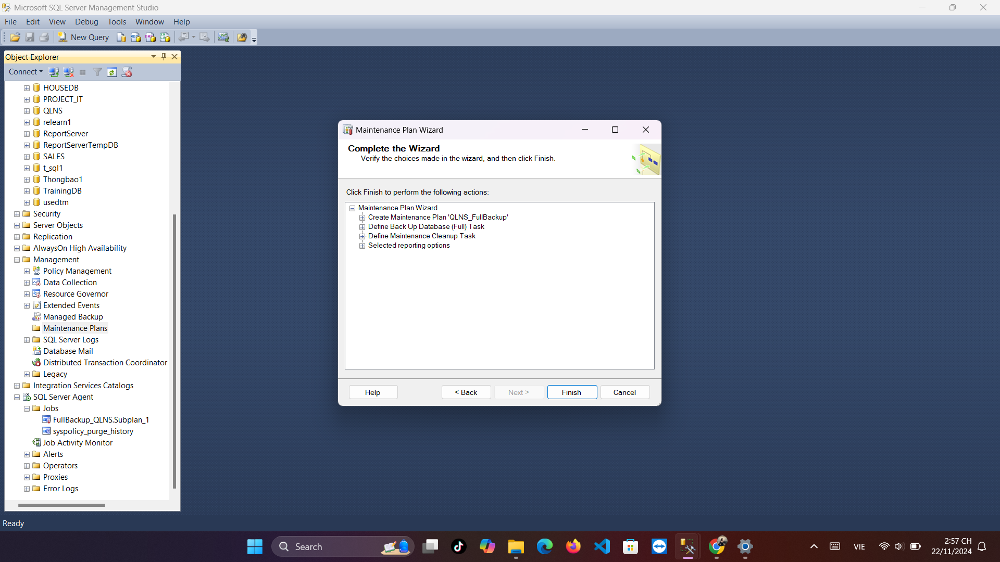 Microsoft SQL Server Management Studio
File Edit View Debug Tools Window Help
New Query
Object Explorer
Connect
HOUSEDB
PROJECT_IT
QLNS
relearn1
ReportServer
ReportServerTempDB
SALES
t_sql1
Thongbao1
TrainingDB
usedtm
Security
Server Objects
Replication
AlwaysOn High Availability
Management
Policy Management
Data Collection
Resource Governor
Extended Events
Managed Backup
Maintenance Plans
SQL Server Logs
Database Mail
Distributed Transaction Coordinator
Legacy
Integration Services Catalogs
SQL Server Agent
Jobs
FullBackup_QLNS.Subplan_1
syspolicy_purge_history
Job Activity Monitor
Alerts
Operators
Proxies
Error Logs
Maintenance Plan Wizard
Complete the Wizard
Verify the choices made in the wizard, and then click Finish.
Click Finish to perform the following actions:
Maintenance Plan Wizard
Create Maintenance Plan 'QLNS_FullBackup'
Define Back Up Database (Full) Task
Define Maintenance Cleanup Task
Selected reporting options
Help < Back Next > Finish Cancel
Ready
Search
VIE
2:57 CH
22/11/2024